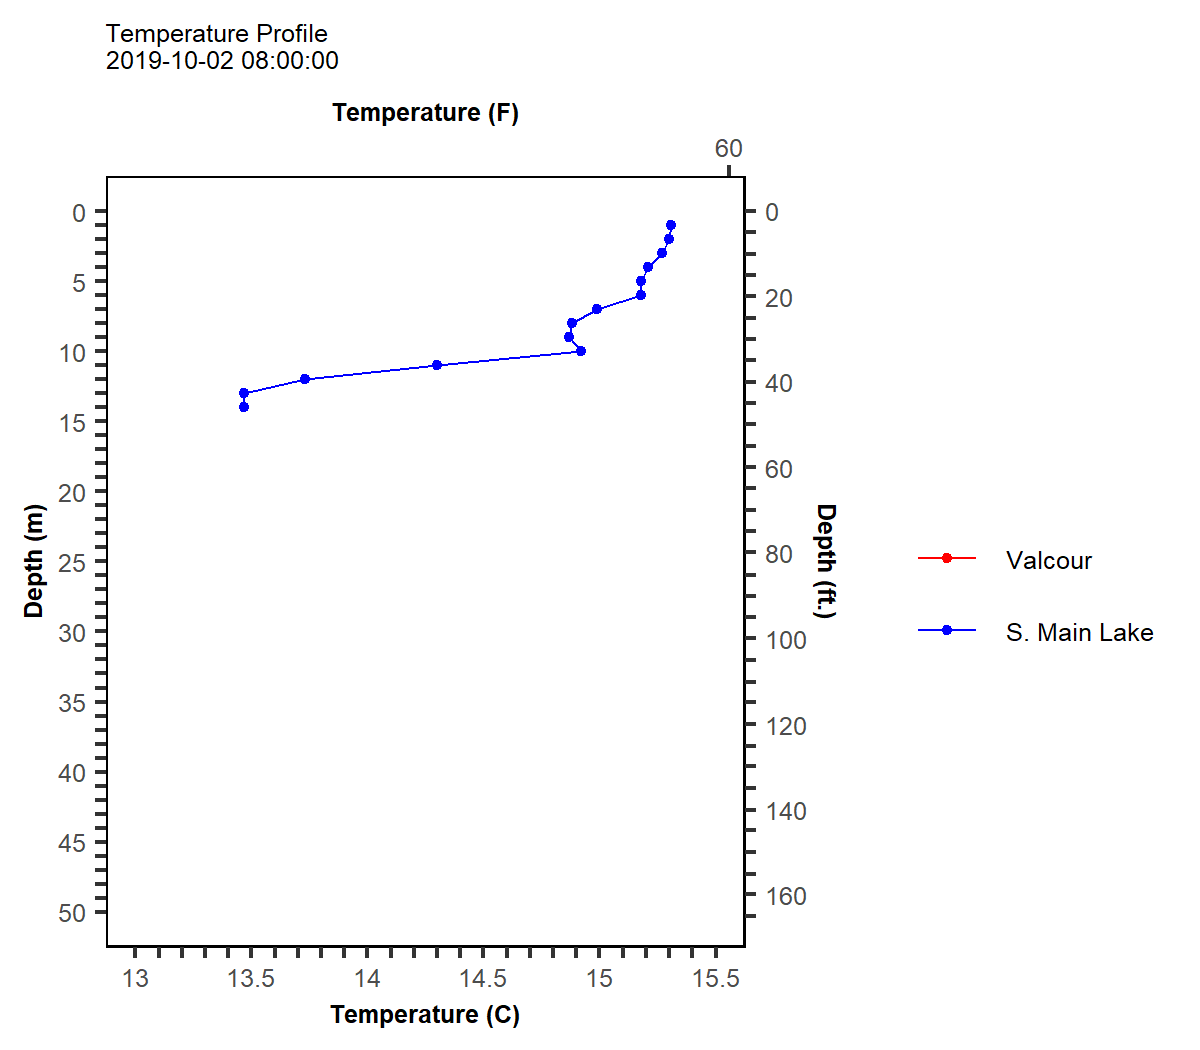 Temperature Profile
2019-10-02 08:00:00
Temperature (F)
60
0
5
10
15
20
25
30
35
40
45
50
Depth (m)
0
20
40
60
80
100
120
140
160
Depth (ft.)
13 13.5 14 14.5 15 15.5
Temperature (C)
Valcour
S. Main Lake